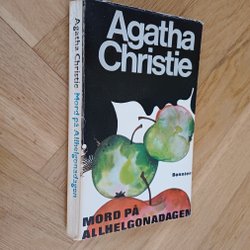 Agatha Christie Mord på Allhelgonadagen
Agatha
Christie
Bonniers
MORD PÅ
ALLHELGONADAGEN